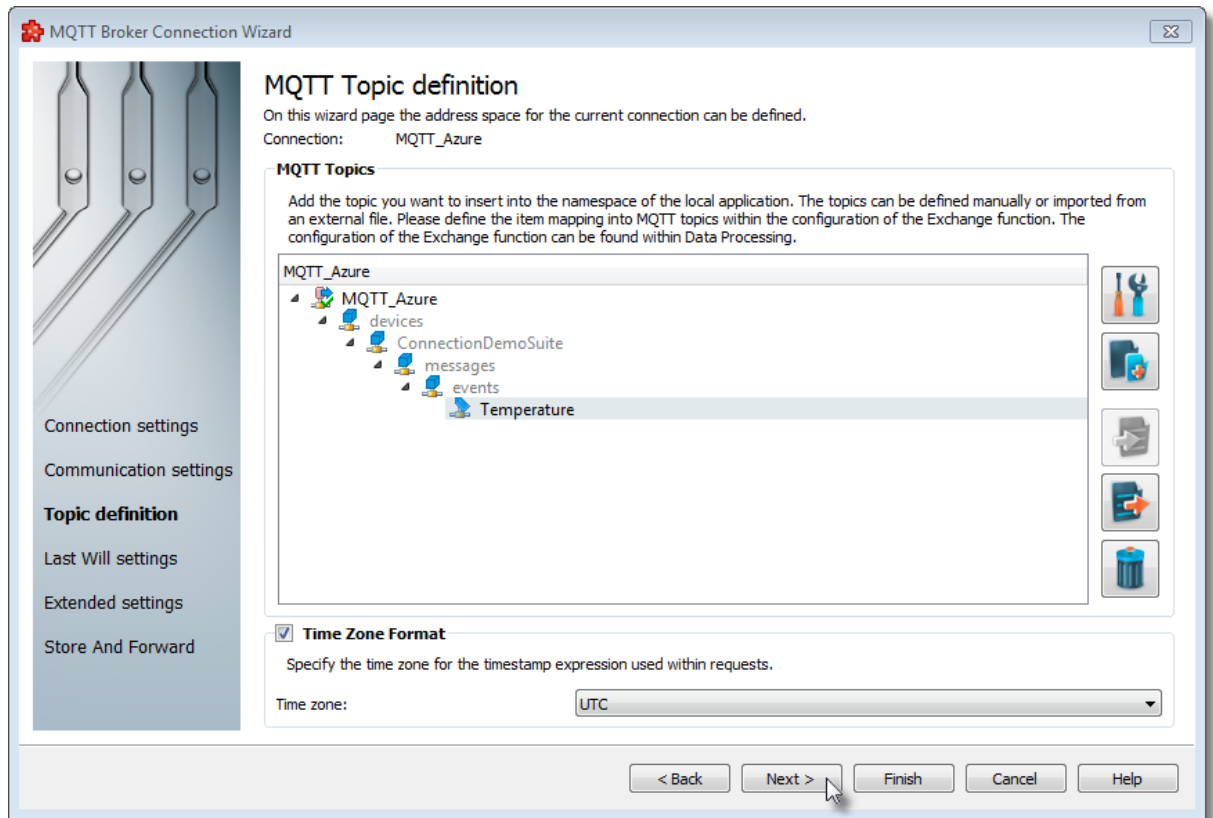 MQTT Broker Connection Wizard
MQTT Topic definition
On this wizard page the address space for the current connection can be defined.
Connection: MQTT_Azure
MQTT Topics
Add the topic you want to insert into the namespace of the local application. The topics can be defined manually or imported from
an external file. Please define the item mapping into MQTT topics within the configuration of the Exchange function. The
configuration of the Exchange function can be found within Data Processing.
MQTT_Azure
MQTT_Azure
devices
ConnectionDemoSuite
messages
events
Temperature
Connection settings
Communication settings
Topic definition
Last Will settings
Extended settings
Store And Forward
Time Zone Format
Specify the time zone for the timestamp expression used within requests.
Time zone: UTC
< Back Next > Finish Cancel Help